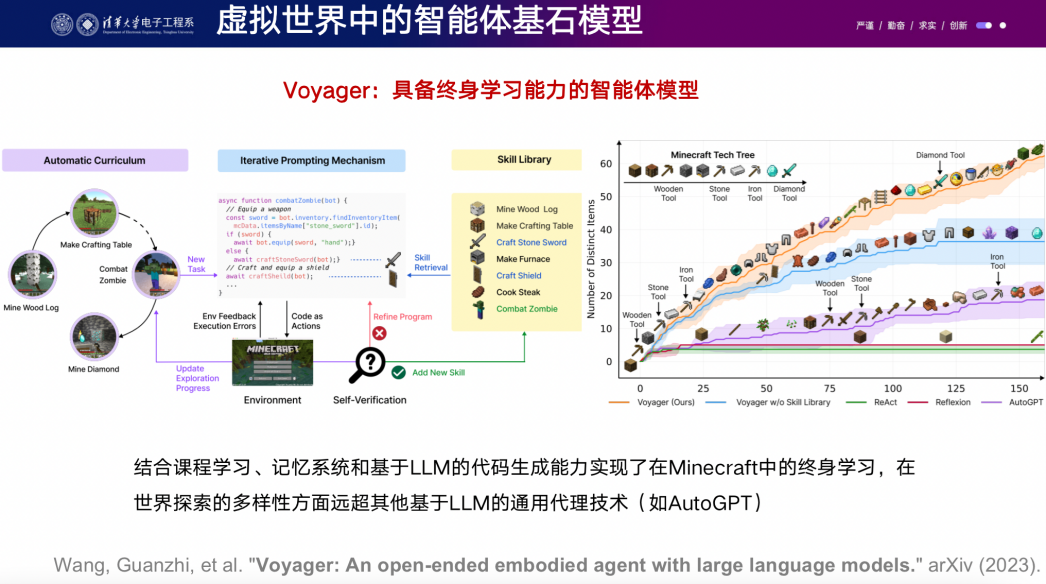 清华大学电子工程系
Department of Electronic Engineering, Tsinghua University
虚拟世界中的智能体基石模型
严谨 / 勤奋 / 求实 / 创新
Voyager：具备终身学习能力的智能体模型
Automatic Curriculum
Make Crafting Table
Combat
Zombie
Mine Wood Log
Mine Diamond
New
Task
Update
Exploration
Progress
Iterative Prompting Mechanism
async function combatZombie(bot) {
// Equip a weapon
const sword = bot.inventory.findInventoryItem(
mcData.itemsByName["stone_sword"].id);
if (sword) {
await bot.equip(sword, "hand");}
else {
await craftStoneSword(bot);}
// Craft and equip a shield
await craftSheild(bot);
...
}
Env Feedback
Execution Errors
Code as
Actions
Refine Program
MINECRAFT
Environment
Self-Verification
Add New Skill
Skill
Retrieval
Skill Library
Mine Wood Log
Make Crafting Table
Craft Stone Sword
Make Furnace
Craft Shield
Cook Steak
Combat Zombie
Number of Distinct Items
60
50
40
30
20
10
0
Minecraft Tech Tree
Wooden
Tool
Stone
Tool
Iron
Tool
Diamond
Tool
Diamond Tool
Wooden
Tool
Stone
Tool
Iron
Tool
Wooden
Tool
Stone
Tool
Iron
Tool
0 25 50 75 100 125 150
Voyager (Ours) Voyager w/o Skill Library ReAct Reflexion AutoGPT
结合课程学习、记忆系统和基于LLM的代码生成能力实现了在Minecraft中的终身学习，在
世界探索的多样性方面远超其他基于LLM的通用代理技术（如AutoGPT）
Wang, Guanzhi, et al. "Voyager: An open-ended embodied agent with large language models." arXiv (2023).